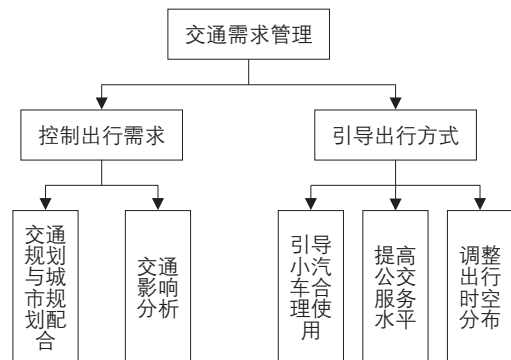 交通需求管理
控制出行需求
引导出行方式
交通
规划
与城
市规
划配
合
交通
影响
分析
引导
小汽
车合
理使
用
提高
公交
服务
水平
调整
出行
时空
分布